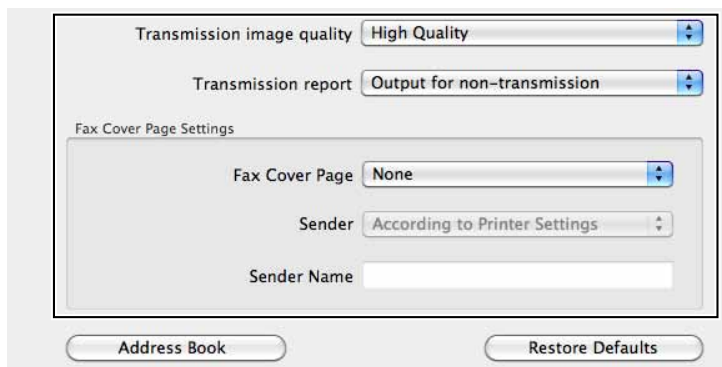 Transmission image quality High Quality
Transmission report Output for non-transmission
Fax Cover Page Settings
Fax Cover Page None
Sender According to Printer Settings
Sender Name
Address Book Restore Defaults